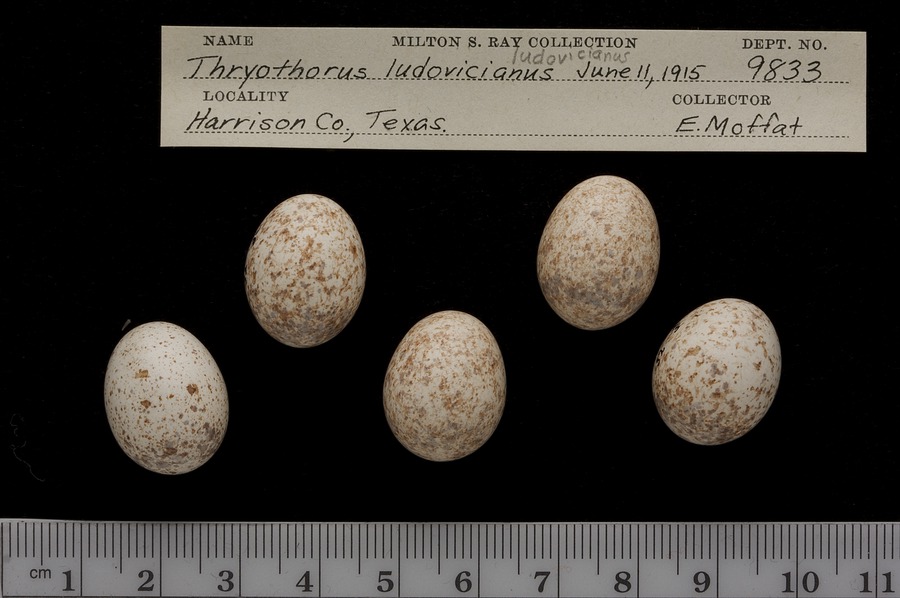 NAME MILTON S. RAY COLLECTION DEPT. NO.
ludovicianus
Thryothorus ludovicianus June 11, 1915 9833
LOCALITY COLLECTOR
Harrison Co., Texas. E. Moffat
cm 1 2 3 4 5 6 7 8 9 10 11